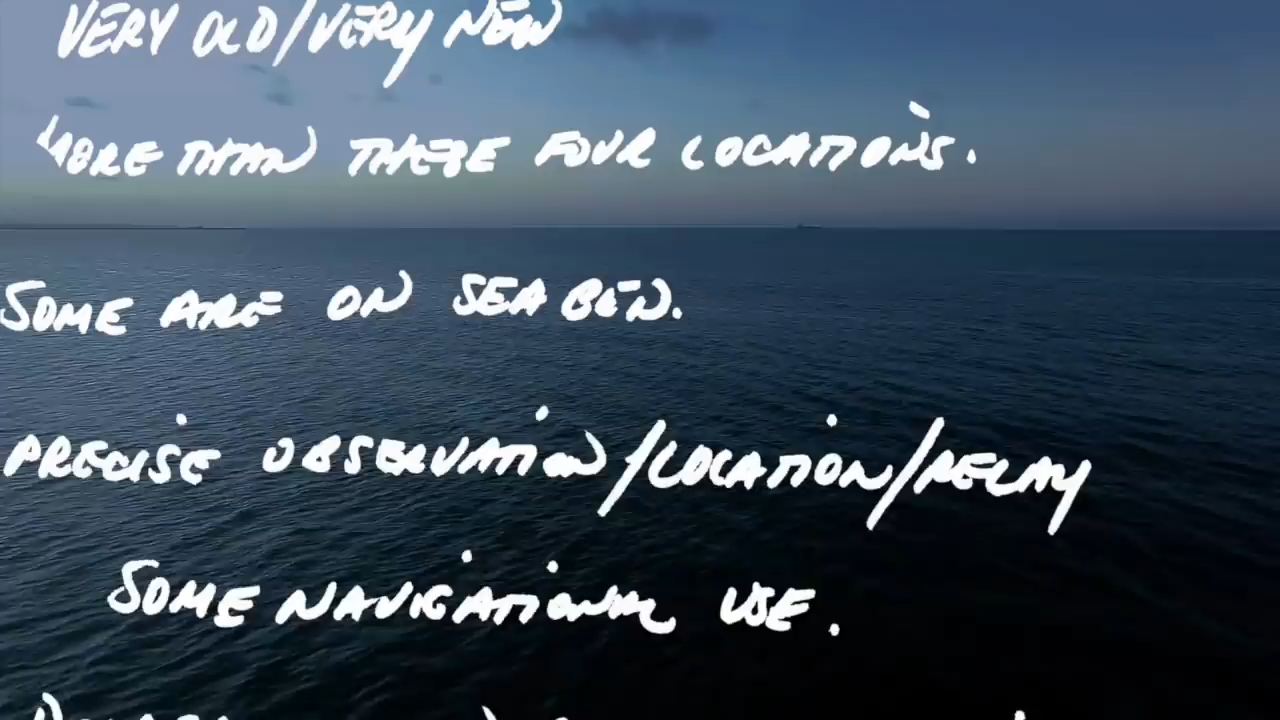 VERY OLD/VERY NEW
MORE THAN THESE FOUR LOCATIONS.
SOME ARE ON SEA BED.
PRECISE OBSERVATION/LOCATION/RELAY
SOME NAVIGATIONAL USE.